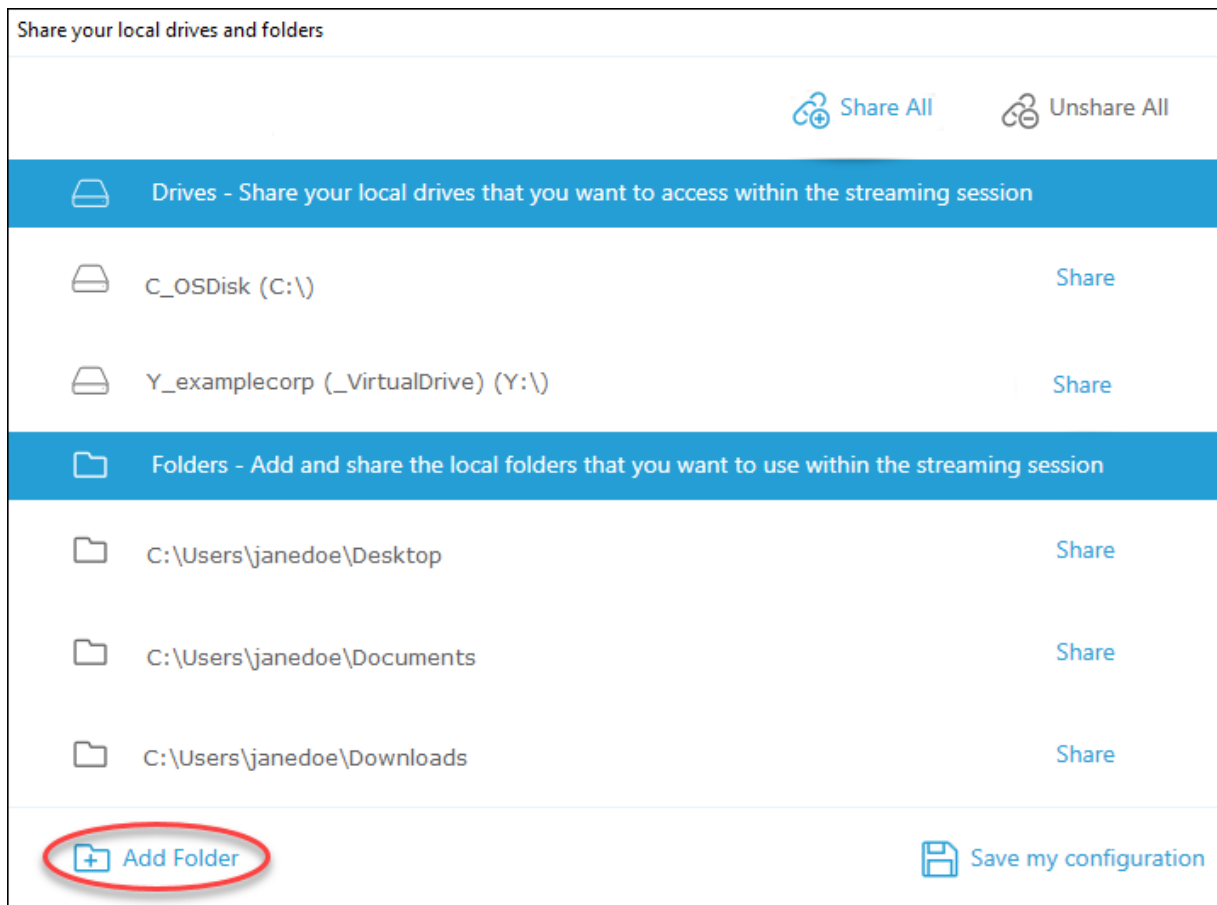 Share your local drives and folders
Share All
Unshare All
Drives - Share your local drives that you want to access within the streaming session
C_OSDisk (C:\)
Share
Y_examplecorp (_VirtualDrive) (Y:\)
Share
Folders - Add and share the local folders that you want to use within the streaming session
C:\Users\janedoe\Desktop
Share
C:\Users\janedoe\Documents
Share
C:\Users\janedoe\Downloads
Share
Add Folder
Save my configuration